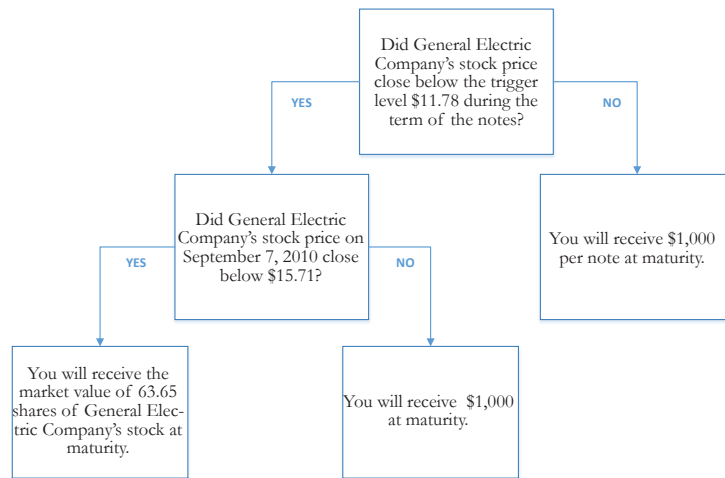 Did General Electric
Company's stock price
close below the trigger
level $11.78 during the
term of the notes?
YES
NO
Did General Electric
Company's stock price on
September 7, 2010 close
below $15.71?
You will receive $1,000
per note at maturity.
YES
NO
You will receive the
market value of 63.65
shares of General Elec-
tric Company's stock at
maturity.
You will receive $1,000
at maturity.